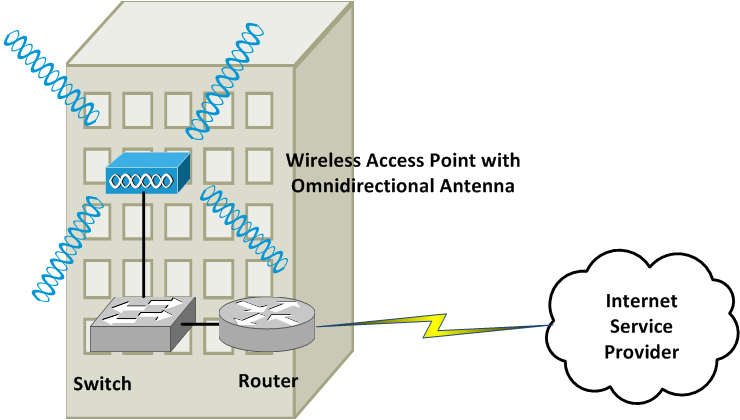 Wireless Access Point with
Omnidirectional Antenna
Internet
Service
Provider
Switch
Router